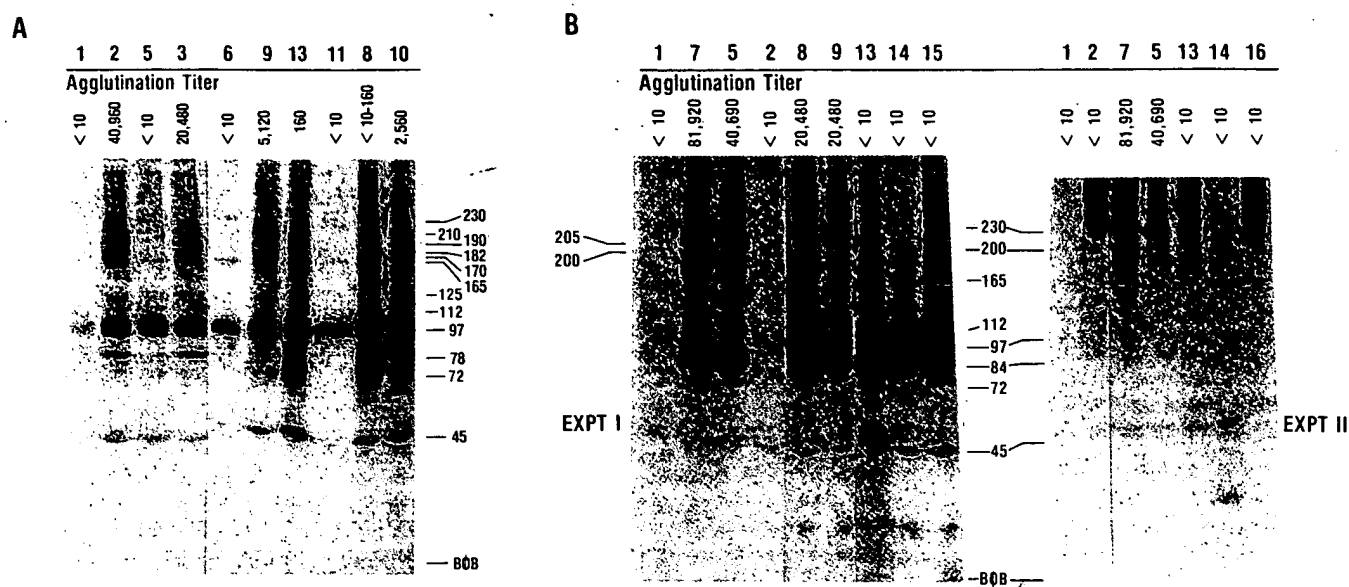 A
1 2 5 3 6 9 13 11 8 10
Agglutination Titer
< 10 40,960 < 10 20,480 < 10 5,120 160 < 10 < 10-160 2,560
230
210
190
182
170
165
125
112
97
78
72
45
BΦB
B
1 7 5 2 8 9 13 14 15
Agglutination Titer
< 10 81,920 40,690 < 10 20,480 20,480 < 10 < 10 < 10
205
200
EXPT I
1 2 7 5 13 14 16
< 10 < 10 81,920 40,690 < 10 < 10 < 10
230
200
165
112
97
84
72
45
BΦB
EXPT II